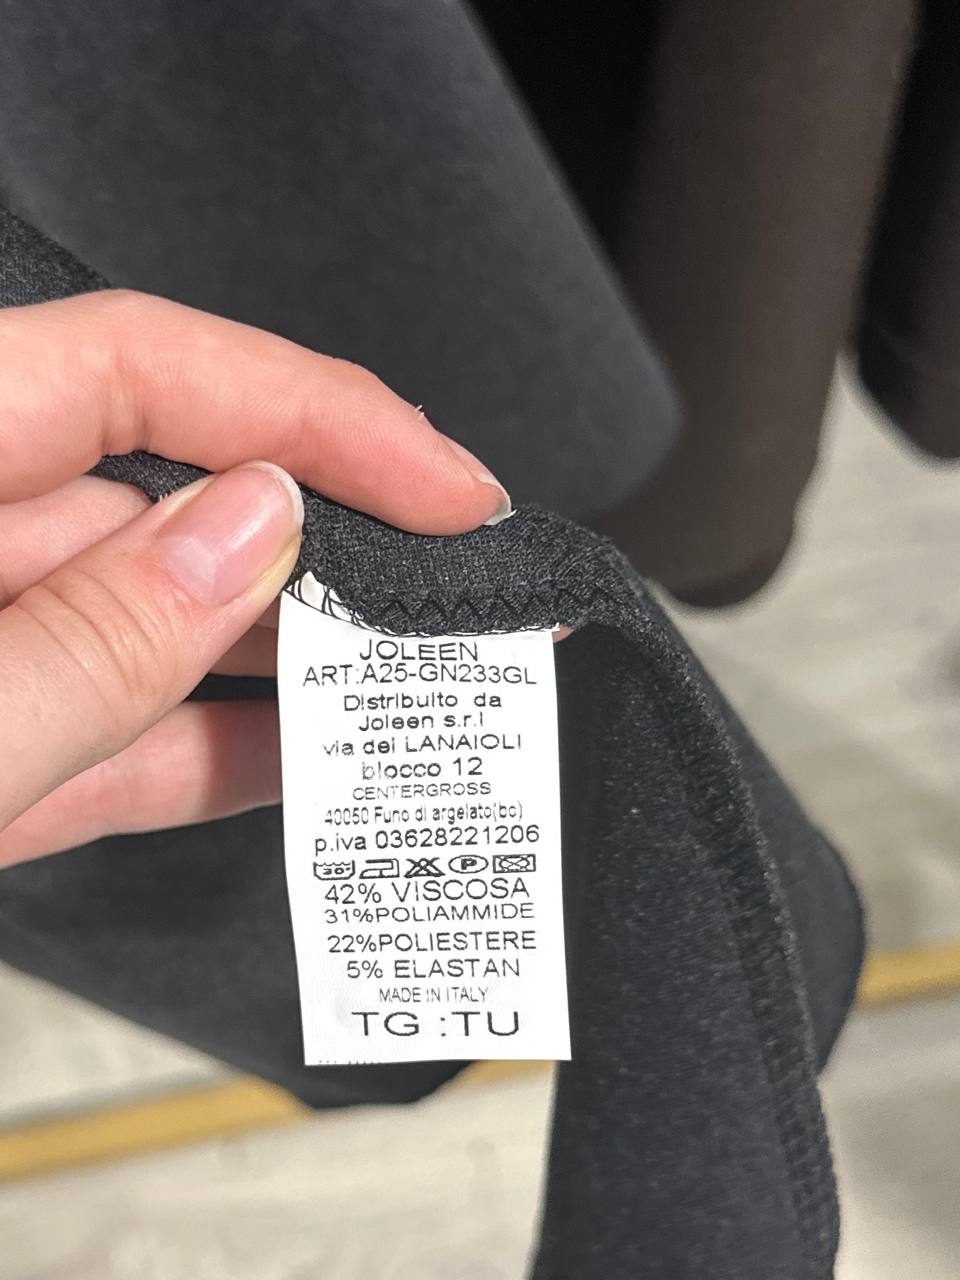 JOLEEN
ART:A25-GN233GL
Distribuito da
Joleen s.r.l
via dei LANAIOLI
blocco 12
CENTERGROSS
40050 Funo di argelato(bo)
p.iva 03628221206
30° P
42% VISCOSA
31%POLIAMMIDE
22%POLIESTERE
5% ELASTAN
MADE IN ITALY
TG :TU